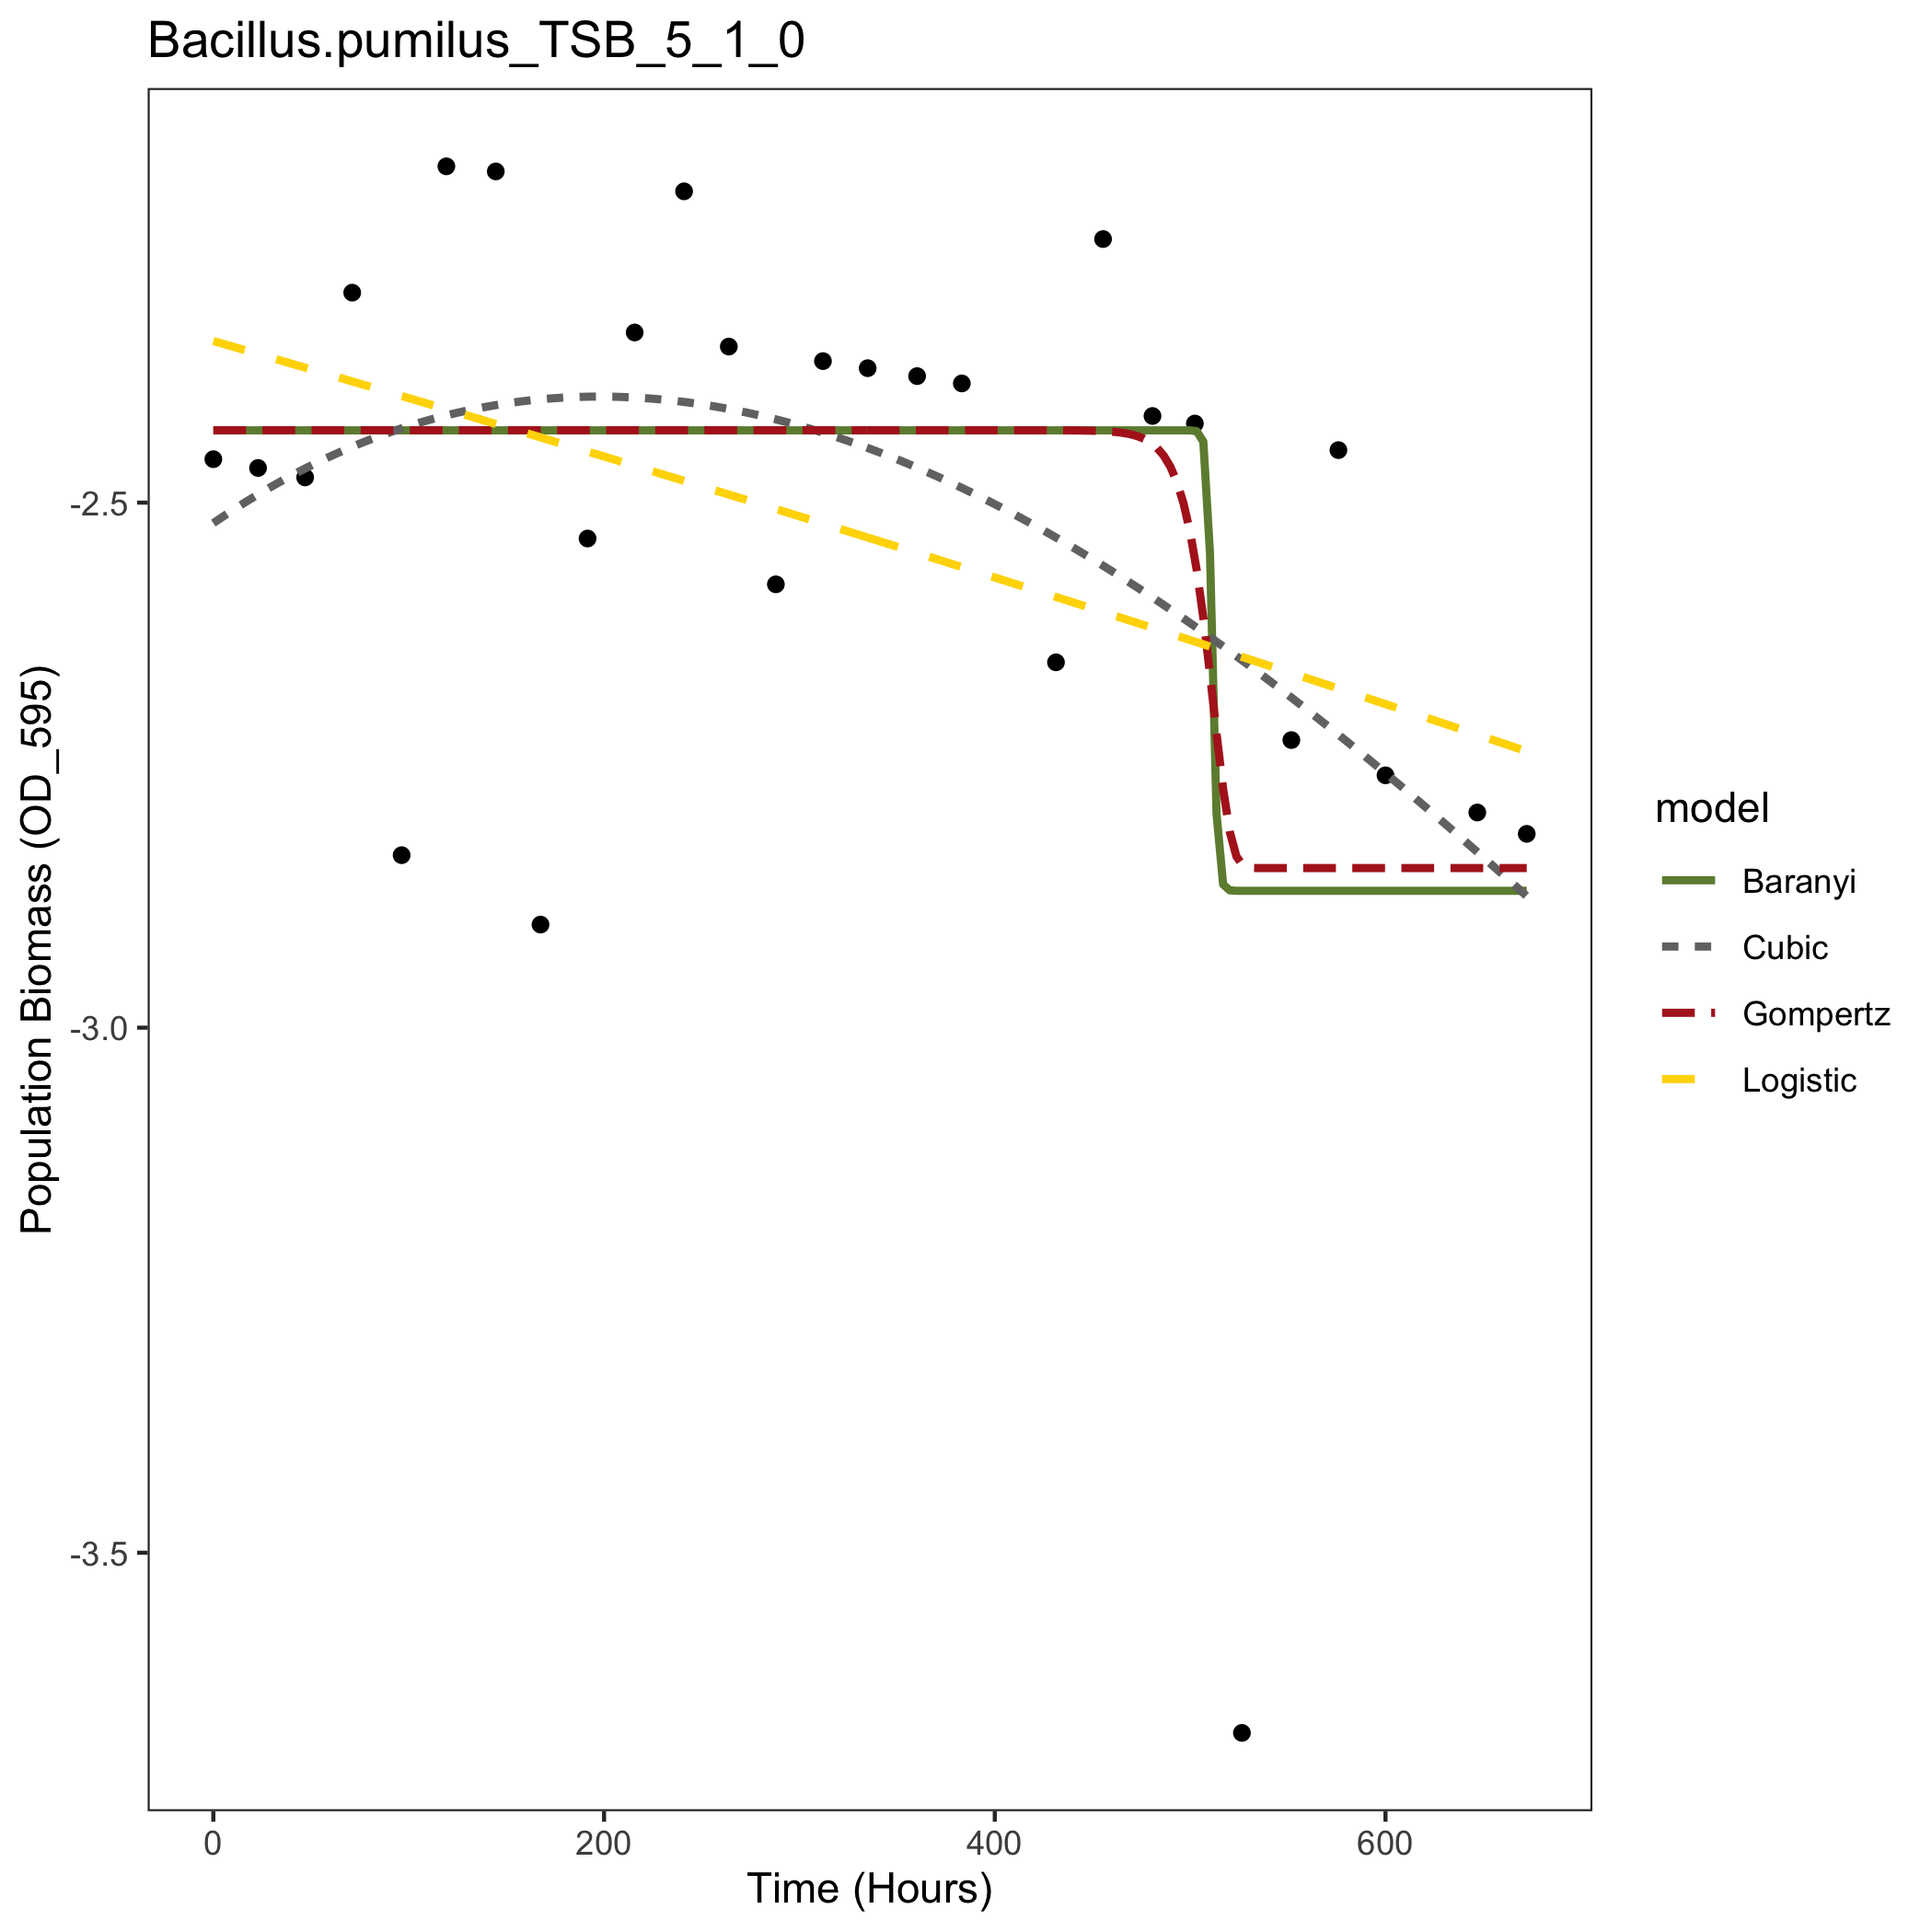 Bacillus.pumilus_TSB_5_1_0
Population Biomass (OD_595)
-2.5
-3.0
-3.5
0
200
400
600
Time (Hours)
model
Baranyi
Cubic
Gompertz
Logistic